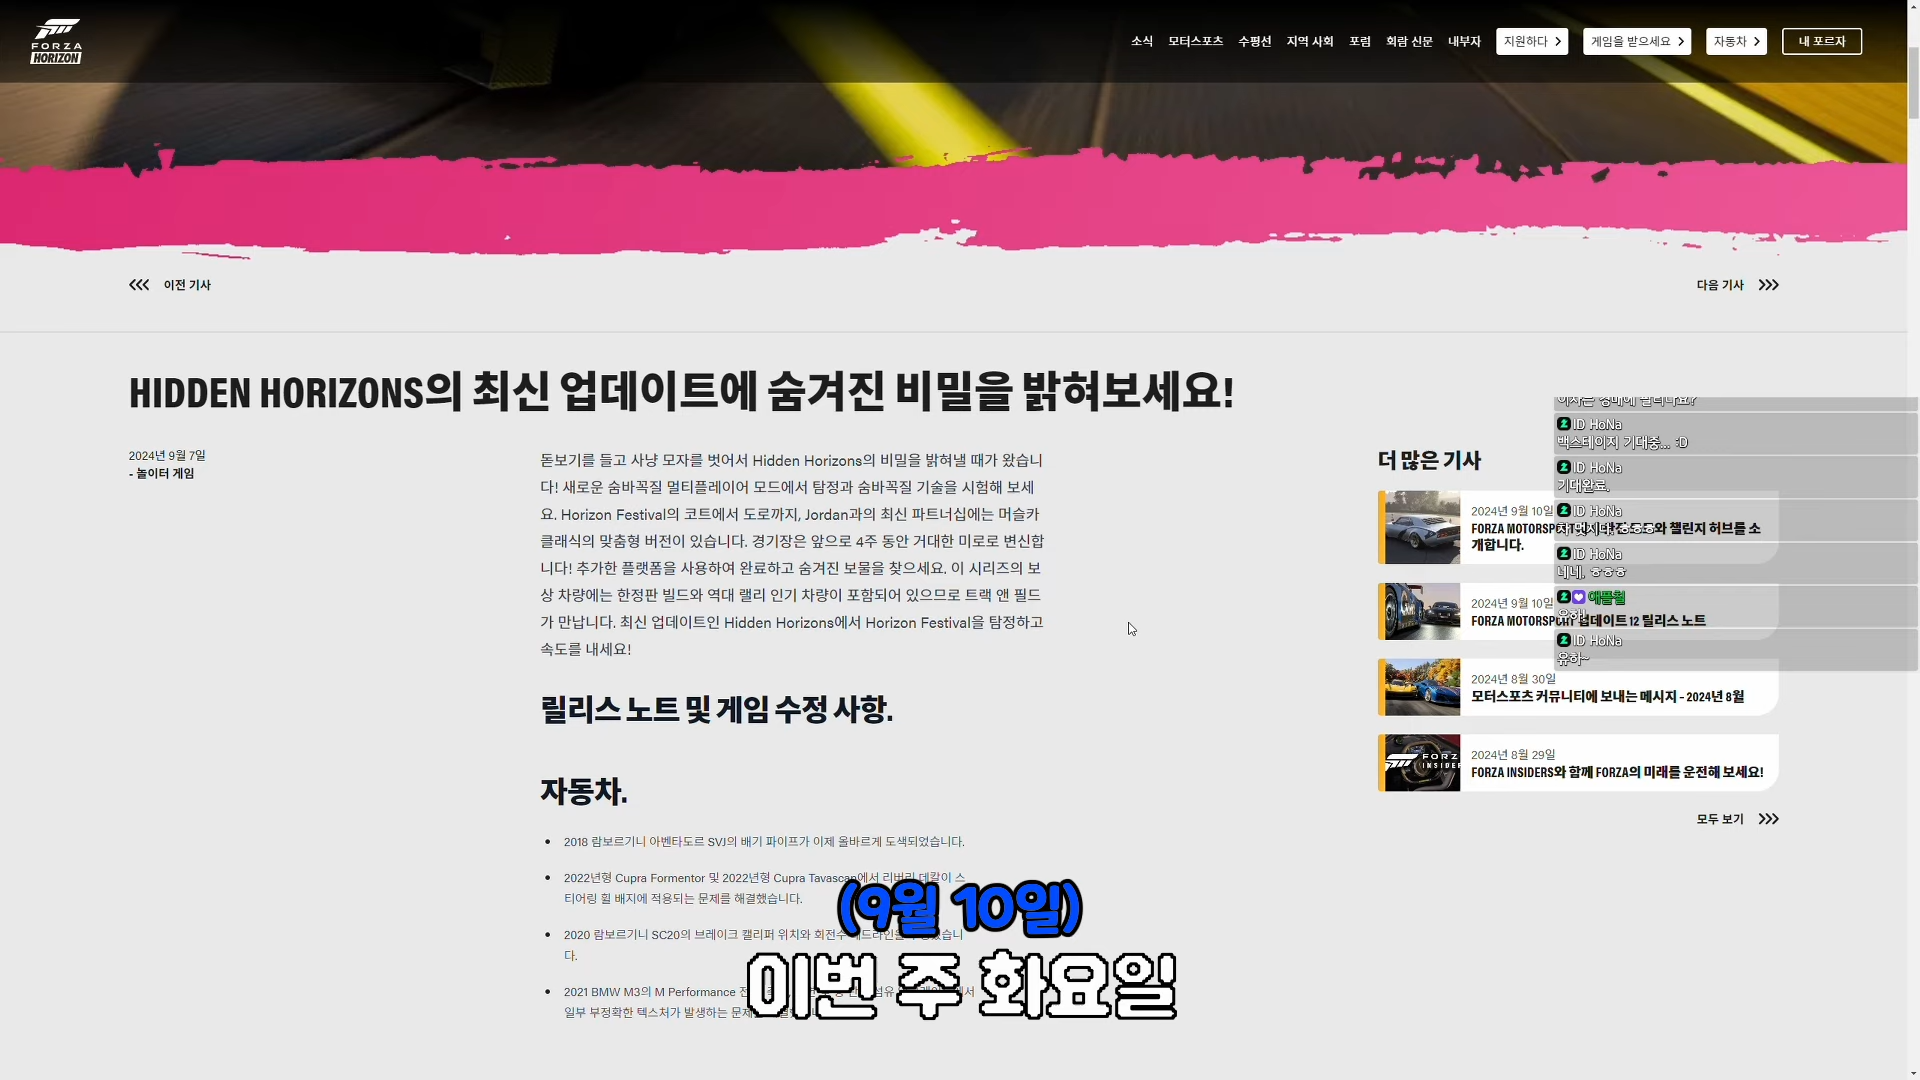 FORZA
HORIZON
소식 모터스포츠 수평선 지역 사회 포럼 회람 신문 내부자 지원하다 게임을 받으세요 자동차 내 포르자
이전 기사
다음 기사
HIDDEN HORIZONS의 최신 업데이트에 숨겨진 비밀을 밝혀보세요!
2024년 9월 7일
- 놀이터 게임
돋보기를 들고 사냥 모자를 벗어서 Hidden Horizons의 비밀을 밝혀낼 때가 왔습니
다! 새로운 숨바꼭질 멀티플레이어 모드에서 탐정과 숨바꼭질 기술을 시험해 보세
요. Horizon Festival의 코트에서 도로까지, Jordan과의 최신 파트너십에는 머슬카
클래식의 맞춤형 버전이 있습니다. 경기장은 앞으로 4주 동안 거대한 미로로 변신합
니다! 추가한 플랫폼을 사용하여 완료하고 숨겨진 보물을 찾으세요. 이 시리즈의 보
상 차량에는 한정판 빌드와 역대 랠리 인기 차량이 포함되어 있으므로 트랙 앤 필드
가 만납니다. 최신 업데이트인 Hidden Horizons에서 Horizon Festival을 탐정하고
속도를 내세요!
릴리스 노트 및 게임 수정 사항.
자동차.
2018 람보르기니 아벤타도르 SVJ의 배기 파이프가 이제 올바르게 도색되었습니다.
2022년형 Cupra Formentor 및 2022년형 Cupra Tavascan에서 리버리 데칼이 스
티어링 휠 배지에 적용되는 문제를 해결했습니다.
2020 람보르기니 SC20의 브레이크 캘리퍼 위치와 회전수
다.
2021 BMW M3의 M Performance
일부 부정확한 텍스처가 발생하는
(9월 10일)
이번 주 화요일
더 많은 기사
2024년 9월 10일
FORZA MOTORSPORT 챌린지 허브를 소
개합니다.
2024년 9월 10일
FORZA MOTORSPORT 업데이트 12 릴리스 노트
2024년 8월 30일
모터스포츠 커뮤니티에 보내는 메시지 - 2024년 8월
FORZA
INSIDER
2024년 8월 29일
FORZA INSIDERS와 함께 FORZA의 미래를 운전해 보세요!
모두 보기
ID HoNa
백스테이지 기대중... :D
ID HoNa
기대완료.
ID HoNa
ID HoNa
네네, ㅎㅎㅎ
애플힐
유하!
ID HoNa
유하~